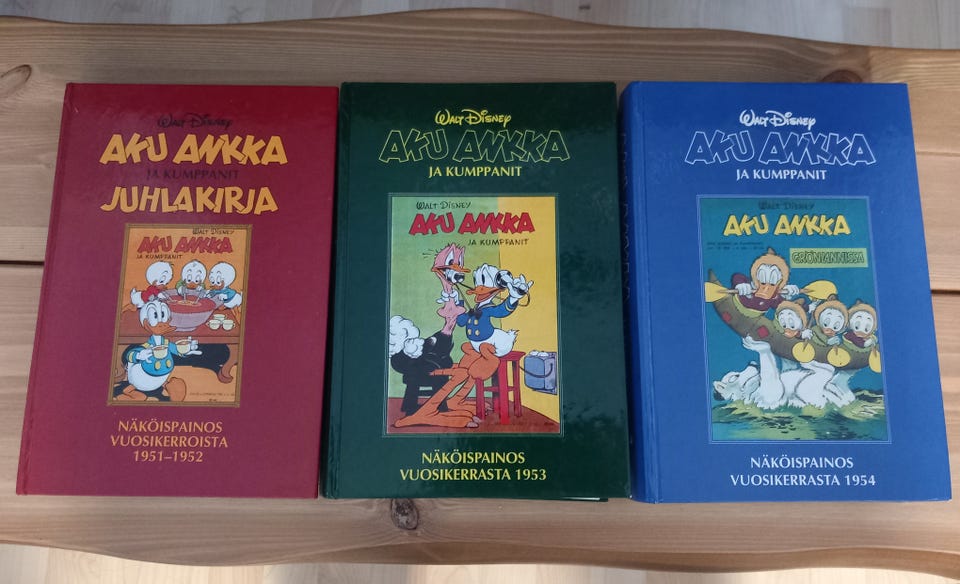 Walt Disney
AKU ANKKA
JA KUMPPANIT
JUHLAKIRJA
WALT DISNEY
AKU ANKKA
JA KUMPPANIT
NÄKÖISPAINOS
VUOSIKERROISTA
1951–1952
Walt Disney
AKU ANKKA
JA KUMPPANIT
WALT DISNEY
AKU ANKKA
JA KUMPPANIT
NÄKÖISPAINOS
VUOSIKERRASTA 1953
Walt Disney
AKU ANKKA
JA KUMPPANIT
WALT DISNEY
AKU ANKKA
GRÖNLANNISSA
NÄKÖISPAINOS
VUOSIKERRASTA 1954